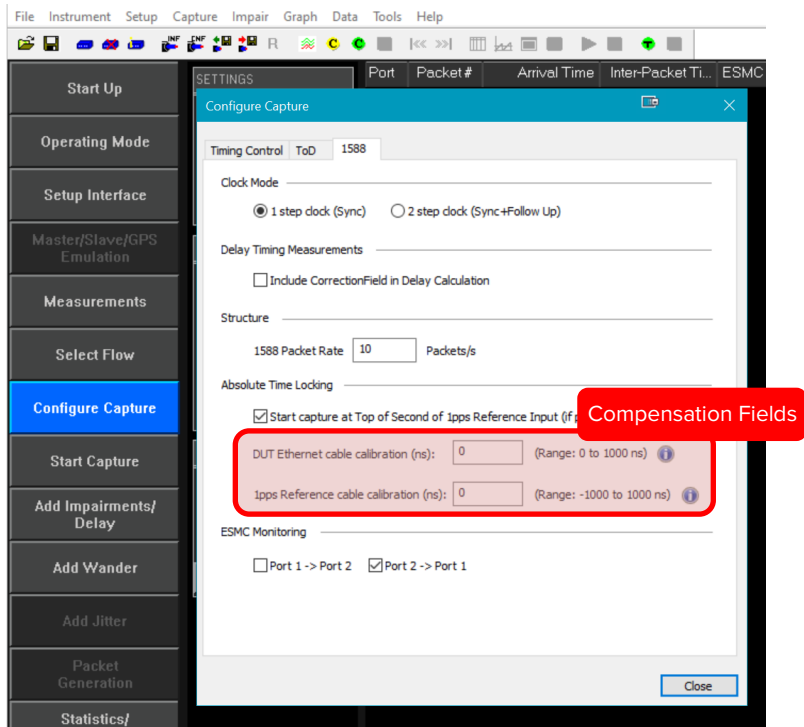 File Instrument Setup Capture Impair Graph Data Tools Help
INF INF R C C
Start Up
Operating Mode
Setup Interface
Master/Slave/GPS
Emulation
Measurements
Select Flow
Configure Capture
Start Capture
Add Impairments/
Delay
Add Wander
Add Jitter
Packet
Generation
Statistics/
SETTINGS
Port Packet # Arrival Time Inter-Packet Ti... ESMC
Configure Capture
Timing Control ToD 1588
Clock Mode
1 step clock (Sync) 2 step clock (Sync+Follow Up)
Delay Timing Measurements
Include CorrectionField in Delay Calculation
Structure
1588 Packet Rate 10 Packets/s
Absolute Time Locking
Start capture at Top of Second of 1pps Reference Input (if
Compensation Fields
DUT Ethernet cable calibration (ns): 0 (Range: 0 to 1000 ns)
1pps Reference cable calibration (ns): 0 (Range: -1000 to 1000 ns)
ESMC Monitoring
Port 1 -> Port 2 Port 2 -> Port 1
Close